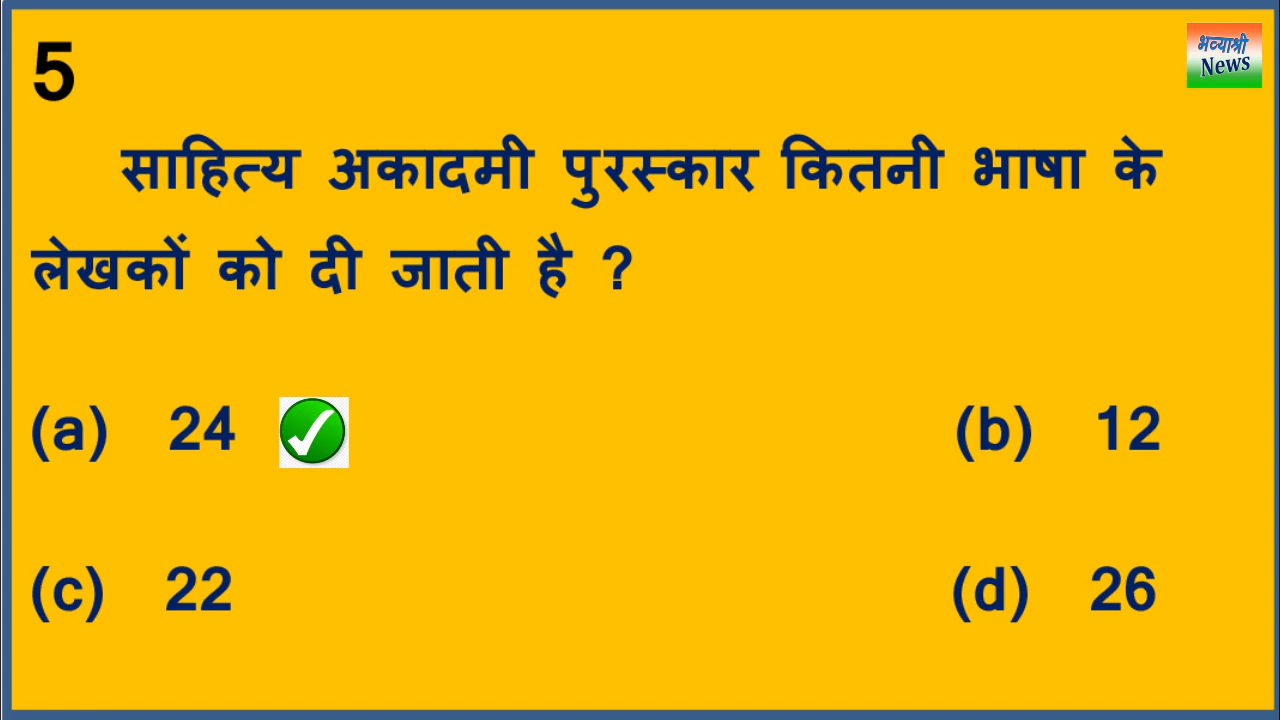 5
भव्याश्री
News
साहित्य अकादमी पुरस्कार कितनी भाषा के
लेखकों को दी जाती है ?
(a) 24 (b) 12
(c) 22 (d) 26